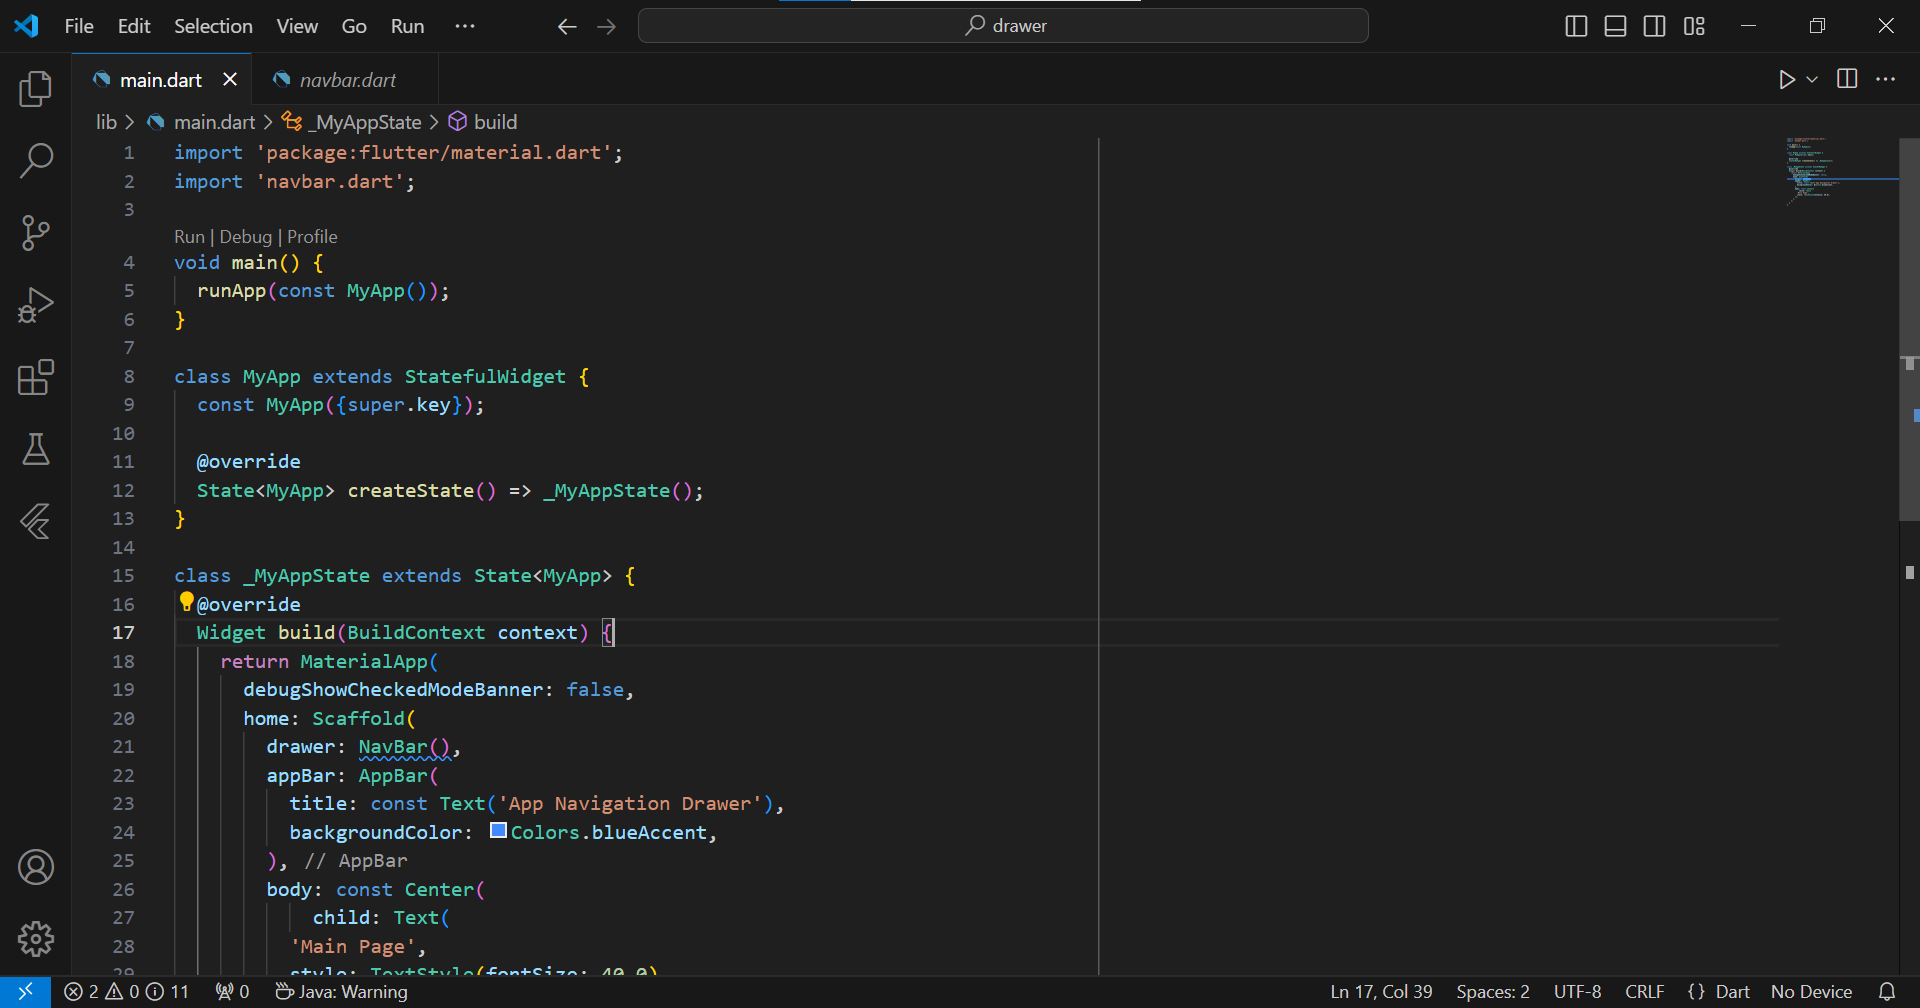 File Edit Selection View Go Run ··· drawer
main.dart navbar.dart
lib > main.dart > _MyAppState > build
1 import 'package:flutter/material.dart';
2 import 'navbar.dart';
3
Run | Debug | Profile
4 void main() {
5 runApp(const MyApp());
6 }
7
8 class MyApp extends StatefulWidget {
9 const MyApp({super.key});
10
11 @override
12 State<MyApp> createState() => _MyAppState();
13 }
14
15 class _MyAppState extends State<MyApp> {
16 @override
17 Widget build(BuildContext context) {
18 return MaterialApp(
19 debugShowCheckedModeBanner: false,
20 home: Scaffold(
21 drawer: NavBar(),
22 appBar: AppBar(
23 title: const Text('App Navigation Drawer'),
24 backgroundColor: Colors.blueAccent,
25 ), // AppBar
26 body: const Center(
27 child: Text(
28 'Main Page',
29 style: TextStyle(fontSize: 40.0)
2 0 11 0 Java: Warning Ln 17, Col 39 Spaces: 2 UTF-8 CRLF {} Dart No Device